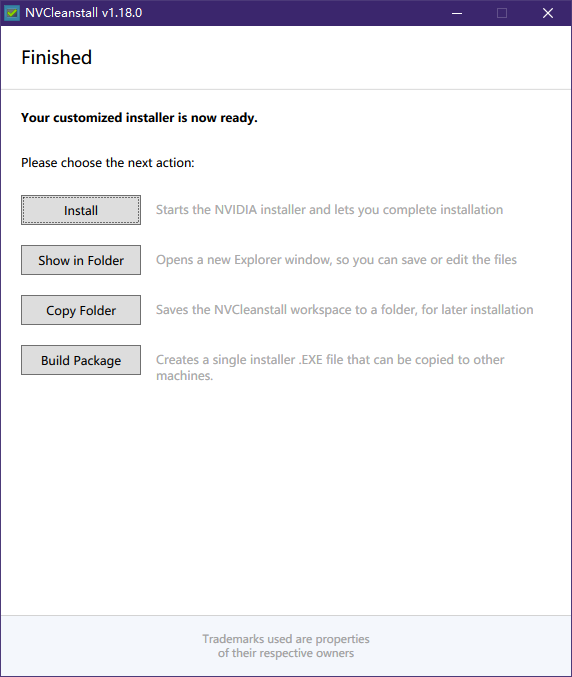 NVCleanstall v1.18.0
Finished
Your customized installer is now ready.
Please choose the next action:
Install
Starts the NVIDIA installer and lets you complete installation
Show in Folder
Opens a new Explorer window, so you can save or edit the files
Copy Folder
Saves the NVCleanstall workspace to a folder, for later installation
Build Package
Creates a single installer .EXE file that can be copied to other
machines.
Trademarks used are properties
of their respective owners